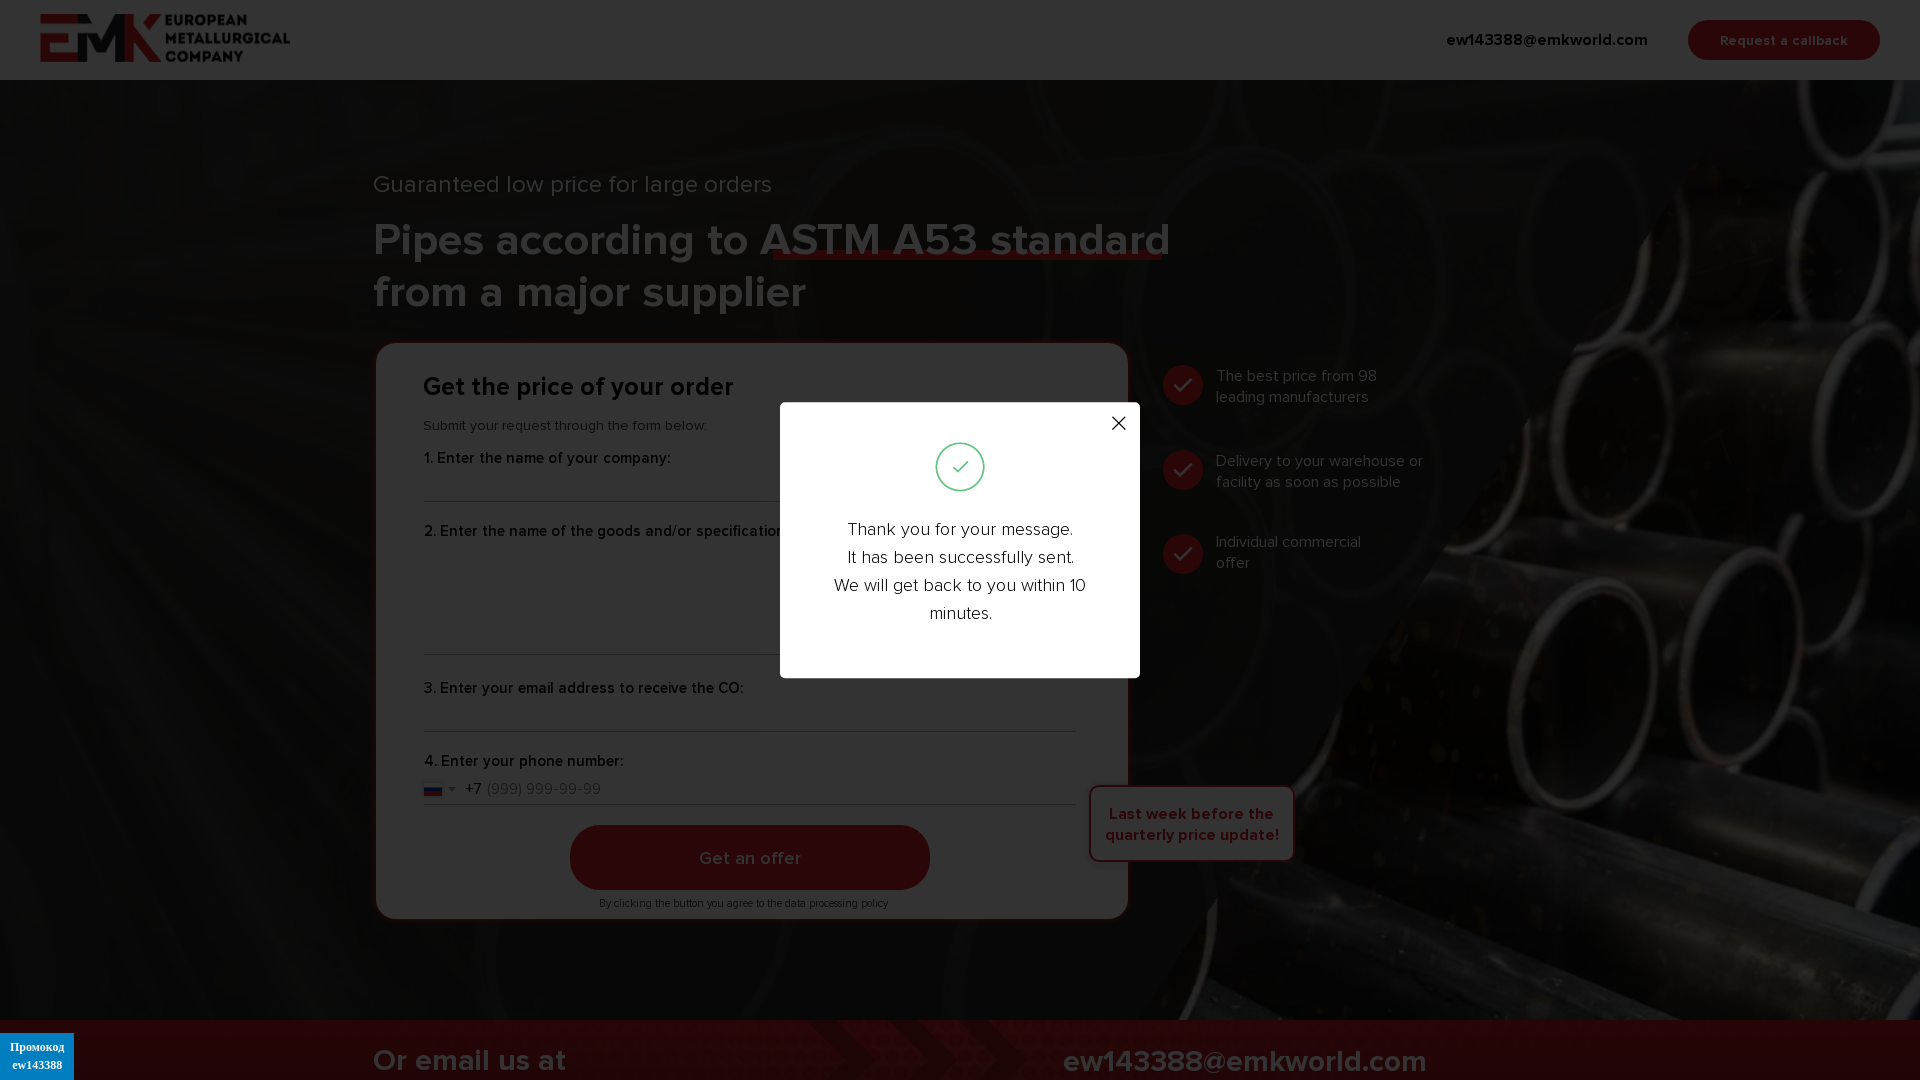 EMK EUROPEAN
METALLURGICAL
COMPANY
ew143388@emkworld.com
Request a callback
Guaranteed low price for large orders
Pipes according to ASTM A53 standard
from a major supplier
Get the price of your order
Submit your request through the form below:
1. Enter the name of your company:
2. Enter the name of the goods and/or specification
3. Enter your email address to receive the CO:
4. Enter your phone number:
+7 (999) 999-99-99
Get an offer
By clicking the button you agree to the data processing policy
The best price from 98
leading manufacturers
Delivery to your warehouse or
facility as soon as possible
Individual commercial
offer
Last week before the
quarterly price update!
Thank you for your message.
It has been successfully sent.
We will get back to you within 10
minutes.
Or email us at
ew143388@emkworld.com
Промокод
ew143388